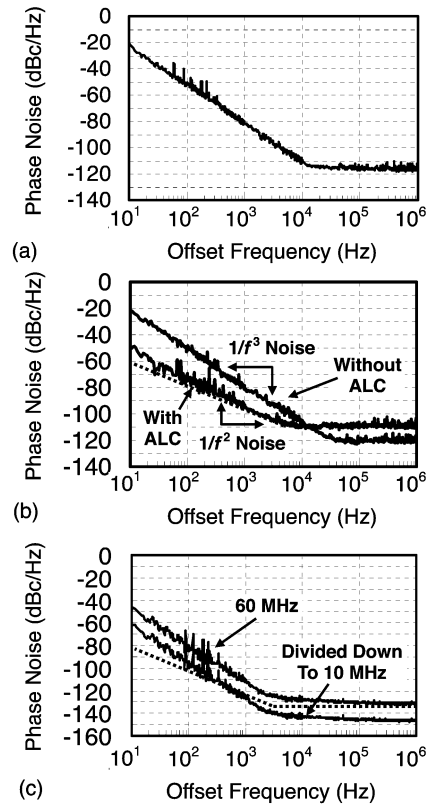 0
-20
-40
-60
-80
-100
-120
-140
Phase Noise (dBc/Hz)
10^1 10^2 10^3 10^4 10^5 10^6
Offset Frequency (Hz)
(a)
0
-20
-40
-60
-80
-100
-120
-140
Phase Noise (dBc/Hz)
1/f^3 Noise
Without
ALC
With
ALC
1/f^2 Noise
10^1 10^2 10^3 10^4 10^5 10^6
Offset Frequency (Hz)
(b)
0
-20
-40
-60
-80
-100
-120
-140
-160
Phase Noise (dBc/Hz)
60 MHz
Divided Down
To 10 MHz
10^1 10^2 10^3 10^4 10^5 10^6
Offset Frequency (Hz)
(c)